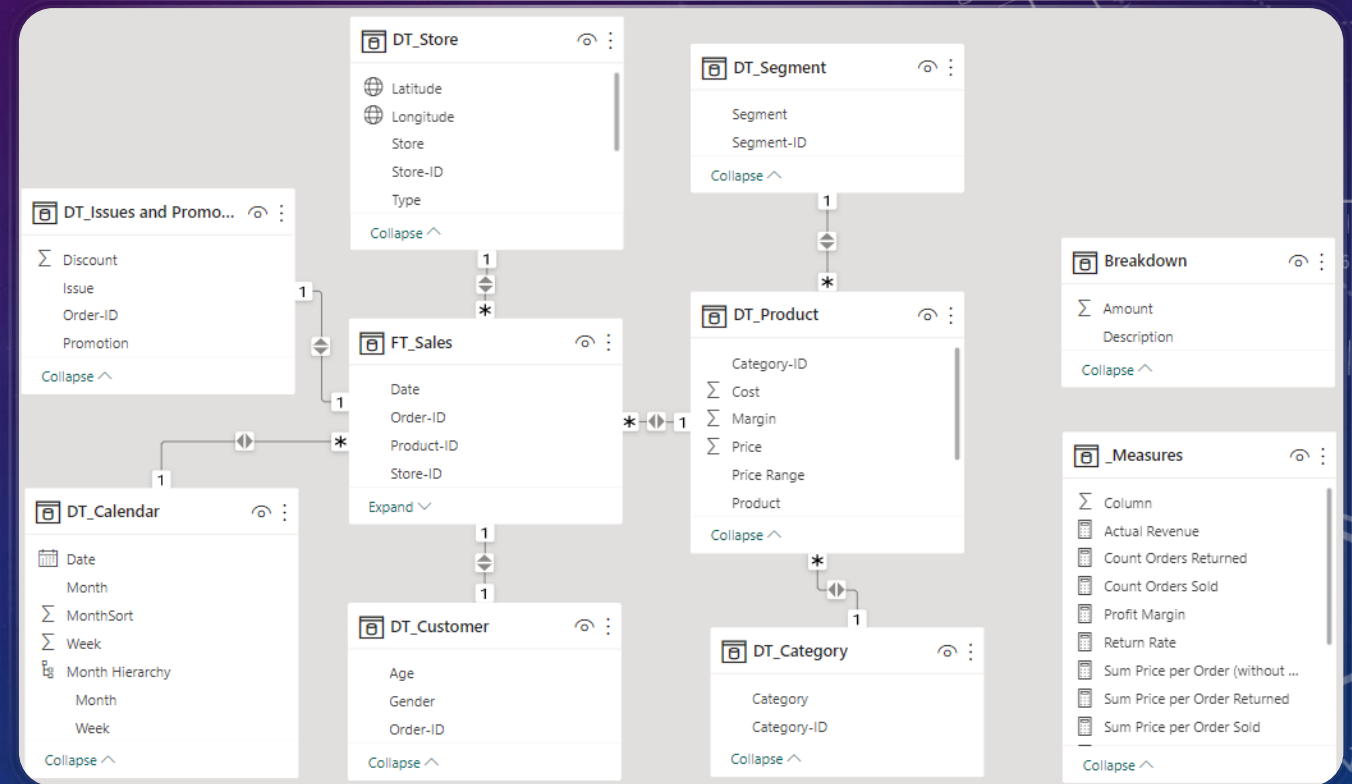 DT_Store
Latitude
Longitude
Store
Store-ID
Type
Collapse
DT_Segment
Segment
Segment-ID
Collapse
DT_Issues and Promo...
Discount
Issue
Order-ID
Promotion
Collapse
Breakdown
Amount
Description
Collapse
1
*
1
*
1
1
FT_Sales
Date
Order-ID
Product-ID
Store-ID
Expand
*
1
DT_Product
Category-ID
Cost
Margin
Price
Price Range
Product
Collapse
*
1
DT_Calendar
Date
Month
MonthSort
Week
Month Hierarchy
Month
Week
Collapse
1
1
DT_Customer
Age
Gender
Order-ID
Collapse
*
1
DT_Category
Category
Category-ID
Collapse
_Measures
Column
Actual Revenue
Count Orders Returned
Count Orders Sold
Profit Margin
Return Rate
Sum Price per Order (without ...
Sum Price per Order Returned
Sum Price per Order Sold
Collapse